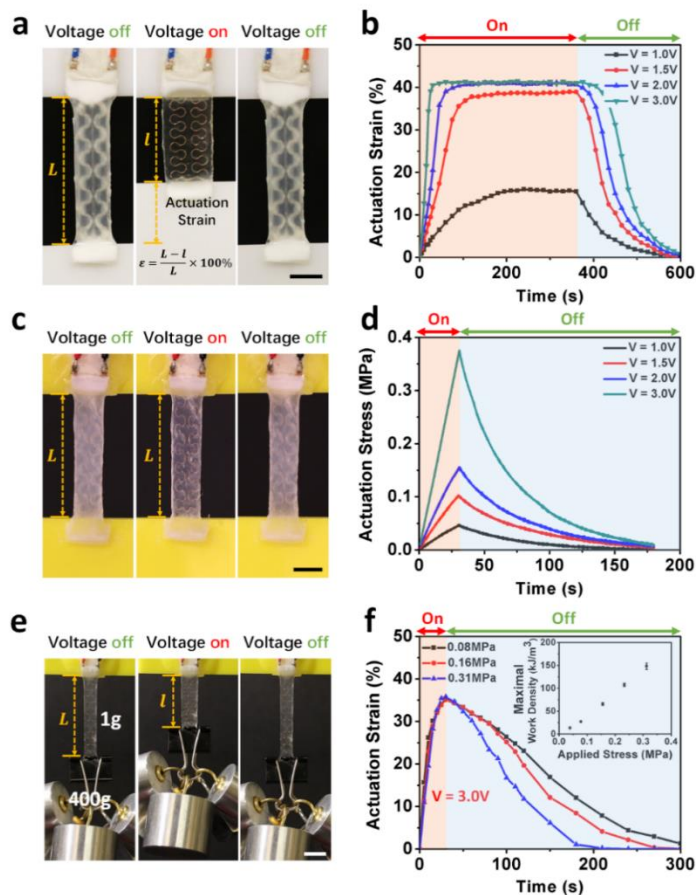 a
Voltage off Voltage on Voltage off
L
l
L
Actuation
Strain
ε = L − l / L × 100%
b
On Off
Actuation Strain (%)
50
40
30
20
10
0
V = 1.0V
V = 1.5V
V = 2.0V
V = 3.0V
0 200 400 600
Time (s)
c
Voltage off Voltage on Voltage off
L
L
d
On Off
Actuation Stress (MPa)
0.4
0.3
0.2
0.1
0.0
V = 1.0V
V = 1.5V
V = 2.0V
V = 3.0V
0 50 100 150 200
Time (s)
e
Voltage off Voltage on Voltage off
L
1g
l
400g
f
On Off
Actuation Strain (%)
50
40
30
20
10
0
0.08MPa
0.16MPa
0.31MPa
V = 3.0V
Maximal
Work Density (kJ/m³)
200
150
100
50
0
0.0 0.1 0.2 0.3 0.4
Applied Stress (MPa)
0 100 200 300
Time (s)